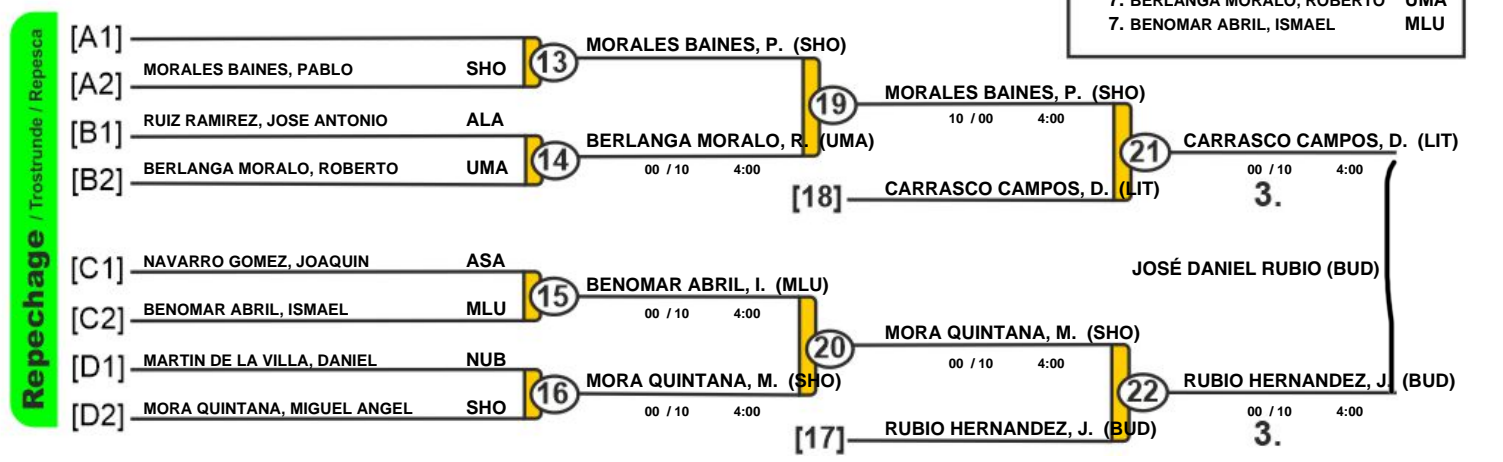 7. BERLANGA MORALO, ROBERTO UMA
7. BENOMAR ABRIL, ISMAEL MLU
Repechage / Trostrunde / Repesca
[A1]
[A2] MORALES BAINES, PABLO SHO
13
MORALES BAINES, P. (SHO)
[B1] RUIZ RAMIREZ, JOSE ANTONIO ALA
[B2] BERLANGA MORALO, ROBERTO UMA
14
BERLANGA MORALO, R. (UMA)
00 / 10 4:00
19
MORALES BAINES, P. (SHO)
10 / 00 4:00
[18] CARRASCO CAMPOS, D. (LIT)
21
CARRASCO CAMPOS, D. (LIT)
00 / 10 4:00
3.
[C1] NAVARRO GOMEZ, JOAQUIN ASA
[C2] BENOMAR ABRIL, ISMAEL MLU
15
BENOMAR ABRIL, I. (MLU)
00 / 10 4:00
[D1] MARTIN DE LA VILLA, DANIEL NUB
[D2] MORA QUINTANA, MIGUEL ANGEL SHO
16
MORA QUINTANA, M. (SHO)
00 / 10 4:00
20
MORA QUINTANA, M. (SHO)
00 / 10 4:00
[17] RUBIO HERNANDEZ, J. (BUD)
22
RUBIO HERNANDEZ, J. (BUD)
00 / 10 4:00
3.
JOSÉ DANIEL RUBIO (BUD)